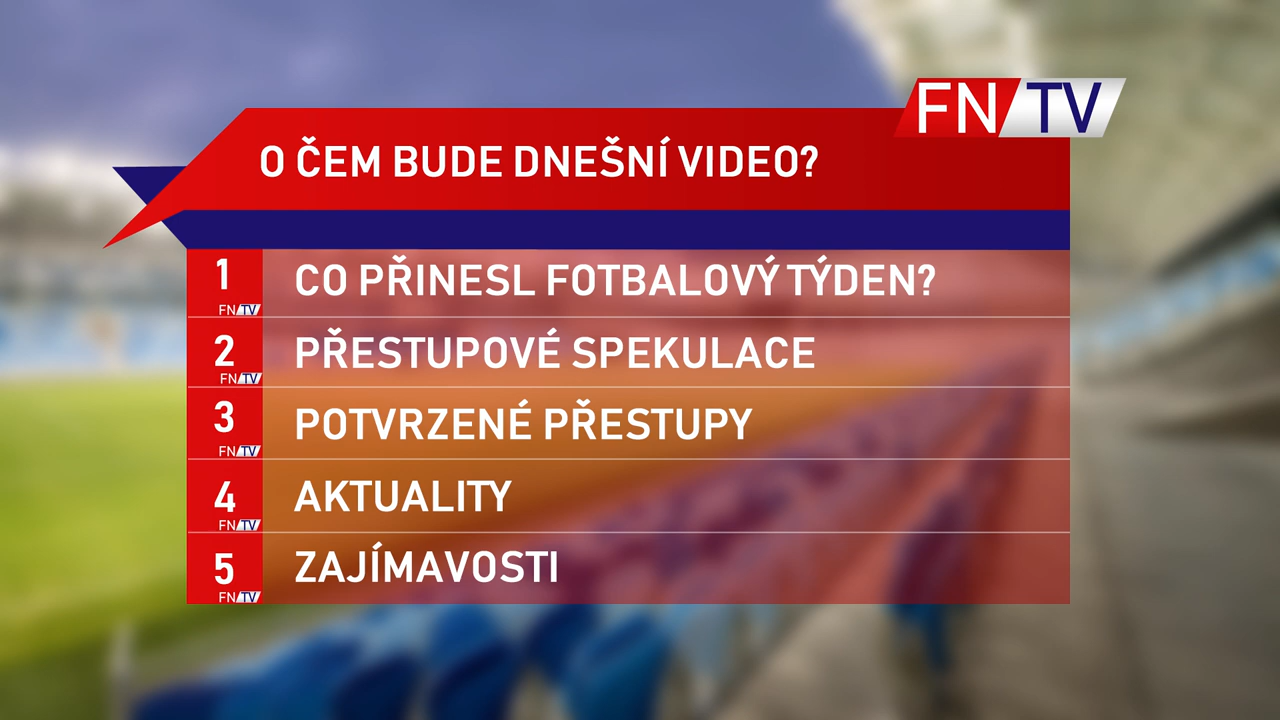 FN/TV
O ČEM BUDE DNEŠNÍ VIDEO?
1
FN/TV
CO PŘINESL FOTBALOVÝ TÝDEN?
2
FN/TV
PŘESTUPOVÉ SPEKULACE
3
FN/TV
POTVRZENÉ PŘESTUPY
4
FN/TV
AKTUALITY
5
FN/TV
ZAJÍMAVOSTI